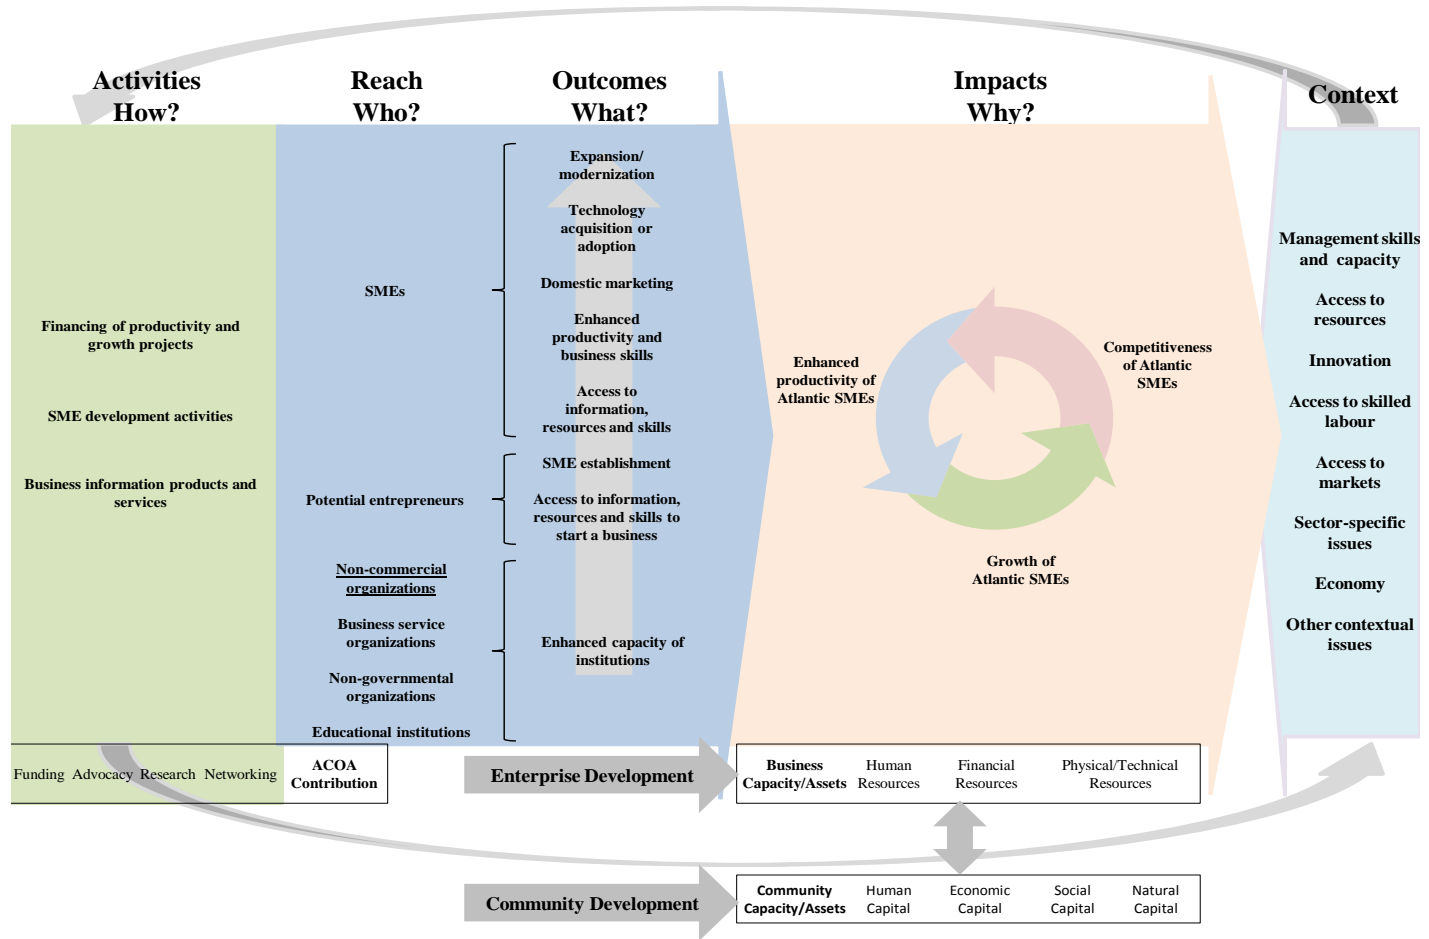 Activities
How?
Reach
Who?
Outcomes
What?
Impacts
Why?
Context
Financing of productivity and
growth projects
SME development activities
Business information products and
services
SMEs
Potential entrepreneurs
Non-commercial
organizations
Business service
organizations
Non-governmental
organizations
Educational institutions
Expansion/
modernization
Technology
acquisition or
adoption
Domestic marketing
Enhanced
productivity and
business skills
Access to
information,
resources and skills
SME establishment
Access to information,
resources and skills to
start a business
Enhanced capacity of
institutions
Enhanced
productivity of
Atlantic SMEs
Competitiveness
of Atlantic
SMEs
Growth of
Atlantic SMEs
Management skills
and capacity
Access to
resources
Innovation
Access to skilled
labour
Access to
markets
Sector-specific
issues
Economy
Other contextual
issues
Funding Advocacy Research Networking
ACOA
Contribution
Enterprise Development
Business
Capacity/Assets
Human
Resources
Financial
Resources
Physical/Technical
Resources
Community Development
Community
Capacity/Assets
Human
Capital
Economic
Capital
Social
Capital
Natural
Capital